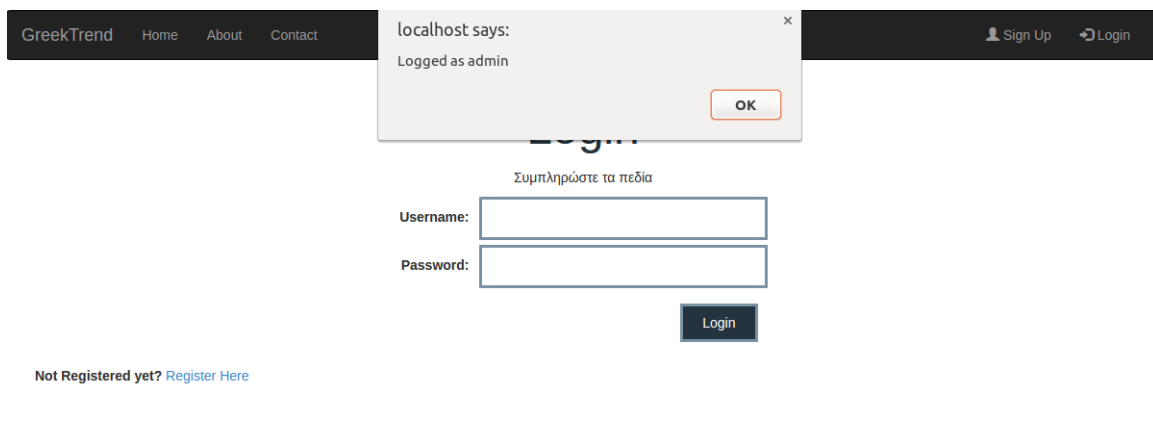 GreekTrend Home About Contact Sign Up Login
localhost says:
Logged as admin
OK
Login
Συμπληρώστε τα πεδία
Username:
Password:
Login
Not Registered yet? Register Here